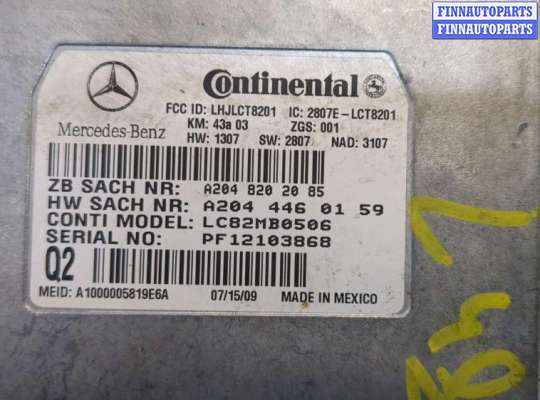 FINNAUTOPARTS
FINNAUTOPARTS
Continental
Mercedes-Benz
FCC ID: LHJLCT8201 IC: 2807E-LCT8201
KM: 43a 03 ZGS: 001
HW: 1307 SW: 2807 NAD: 3107
ZB SACH NR: A204 820 20 85
HW SACH NR: A204 446 01 59
CONTI MODEL: LC82MB0506
SERIAL NO: PF12103868
Q2
MEID: A1000005819E6A 07/15/09 MADE IN MEXICO